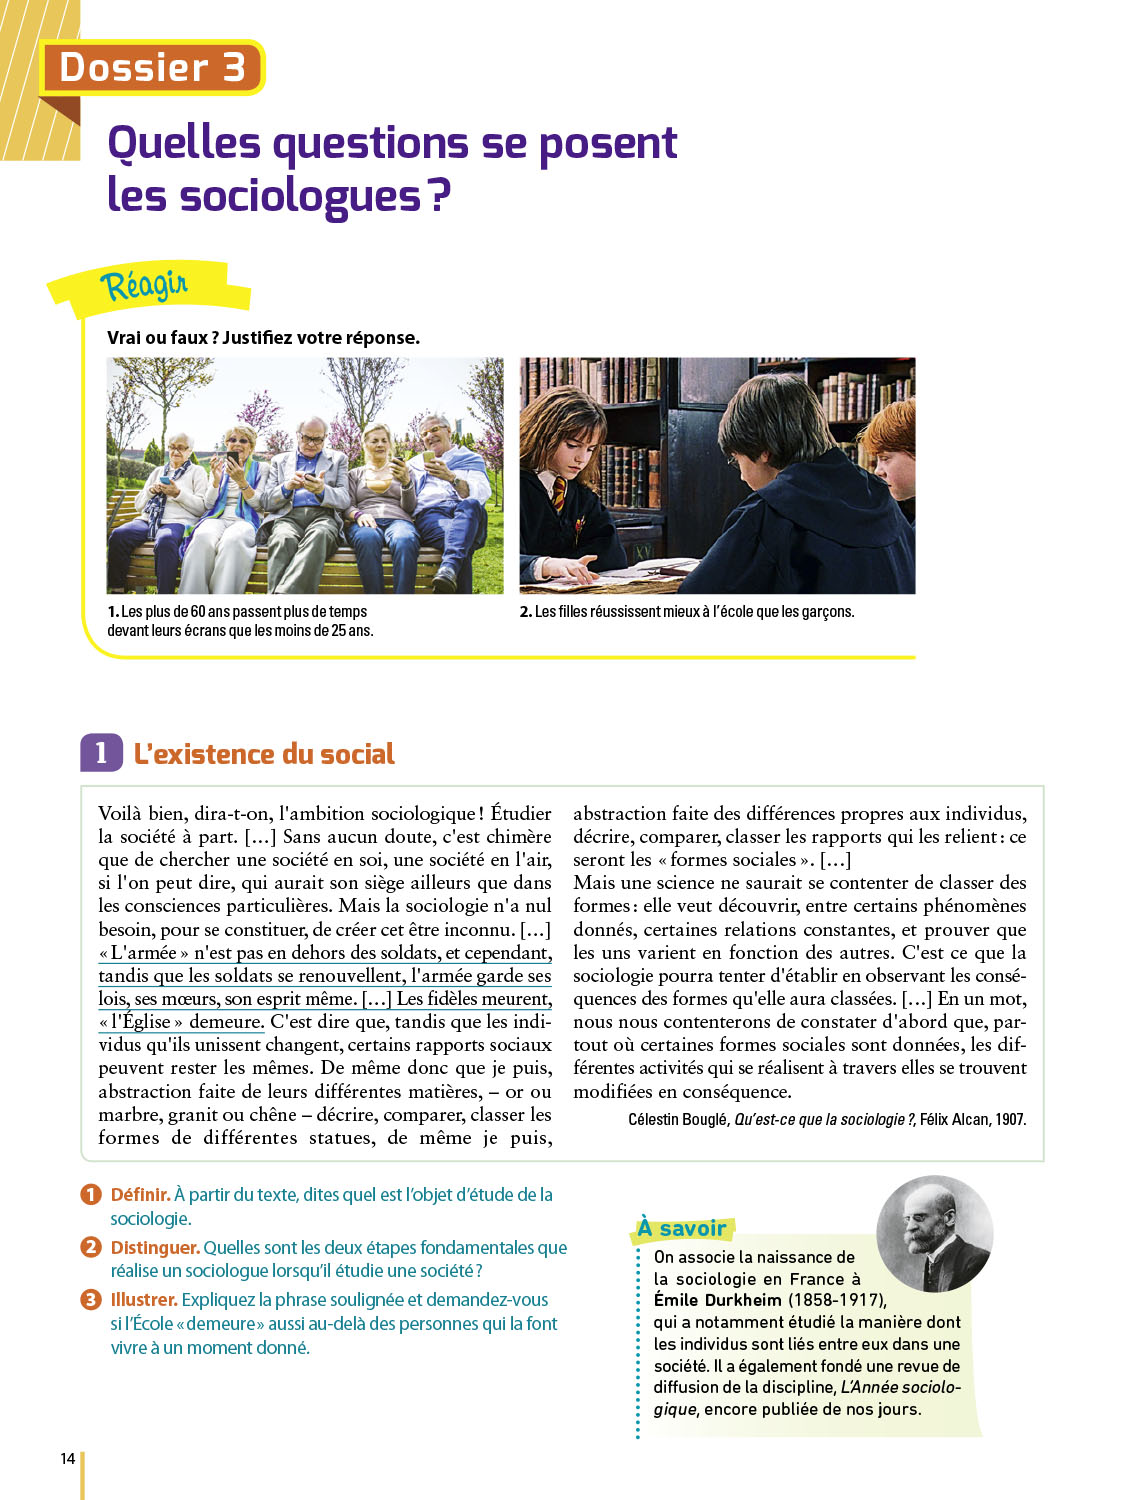 Dossier 3
Quelles questions se posent
les sociologues ?
Réagir
Vrai ou faux ? Justifiez votre réponse.
1. Les plus de 60 ans passent plus de temps
devant leurs écrans que les moins de 25 ans.
XV
2. Les filles réussissent mieux à l'école que les garçons.
1 L'existence du social
Voilà bien, dira-t-on, l'ambition sociologique ! Étudier
la société à part. […] Sans aucun doute, c'est chimère
que de chercher une société en soi, une société en l'air,
si l'on peut dire, qui aurait son siège ailleurs que dans
les consciences particulières. Mais la sociologie n'a nul
besoin, pour se constituer, de créer cet être inconnu. […]
« L'armée » n'est pas en dehors des soldats, et cependant,
tandis que les soldats se renouvellent, l'armée garde ses
lois, ses mœurs, son esprit même. […] Les fidèles meurent,
« l'Église » demeure. C'est dire que, tandis que les indi-
vidus qu'ils unissent changent, certains rapports sociaux
peuvent rester les mêmes. De même donc que je puis,
abstraction faite de leurs différentes matières, – or ou
marbre, granit ou chêne – décrire, comparer, classer les
formes de différentes statues, de même je puis,
abstraction faite des différences propres aux individus,
décrire, comparer, classer les rapports qui les relient : ce
seront les « formes sociales ». […]
Mais une science ne saurait se contenter de classer des
formes : elle veut découvrir, entre certains phénomènes
donnés, certaines relations constantes, et prouver que
les uns varient en fonction des autres. C'est ce que la
sociologie pourra tenter d'établir en observant les consé-
quences des formes qu'elle aura classées. […] En un mot,
nous nous contenterons de constater d'abord que, par-
tout où certaines formes sociales sont données, les dif-
férentes activités qui se réalisent à travers elles se trouvent
modifiées en conséquence.
Célestin Bouglé, Qu'est-ce que la sociologie ?, Félix Alcan, 1907.
1 Définir. À partir du texte, dites quel est l'objet d'étude de la
sociologie.
2 Distinguer. Quelles sont les deux étapes fondamentales que
réalise un sociologue lorsqu'il étudie une société ?
3 Illustrer. Expliquez la phrase soulignée et demandez-vous
si l'École « demeure » aussi au-delà des personnes qui la font
vivre à un moment donné.
À savoir
On associe la naissance de
la sociologie en France à
Émile Durkheim (1858-1917),
qui a notamment étudié la manière dont
les individus sont liés entre eux dans une
société. Il a également fondé une revue de
diffusion de la discipline, L'Année sociolo-
gique, encore publiée de nos jours.
14